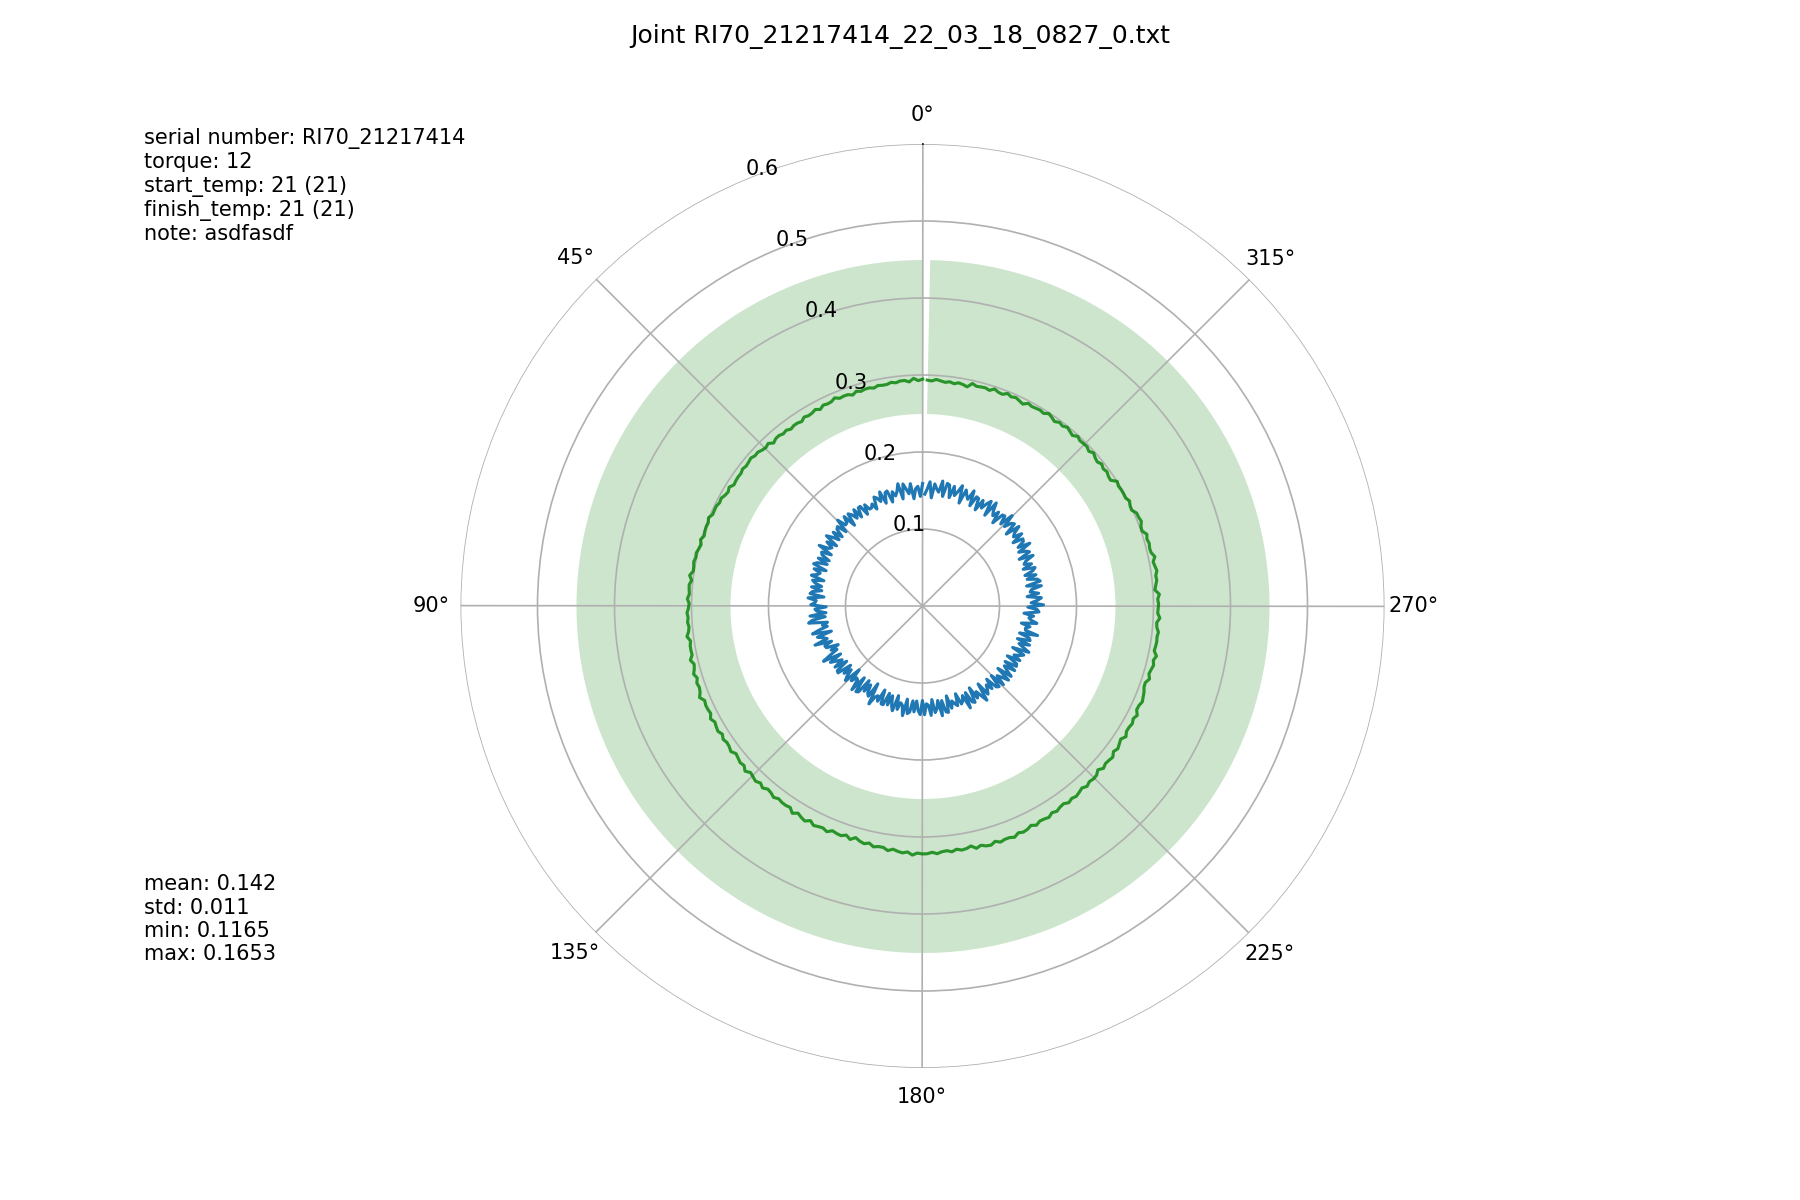 Joint RI70_21217414_22_03_18_0827_0.txt
serial number: RI70_21217414
torque: 12
start_temp: 21 (21)
finish_temp: 21 (21)
note: asdfasdf
0°
45°
315°
0.6
0.5
0.4
0.3
0.2
0.1
90°
270°
135°
225°
180°
mean: 0.142
std: 0.011
min: 0.1165
max: 0.1653